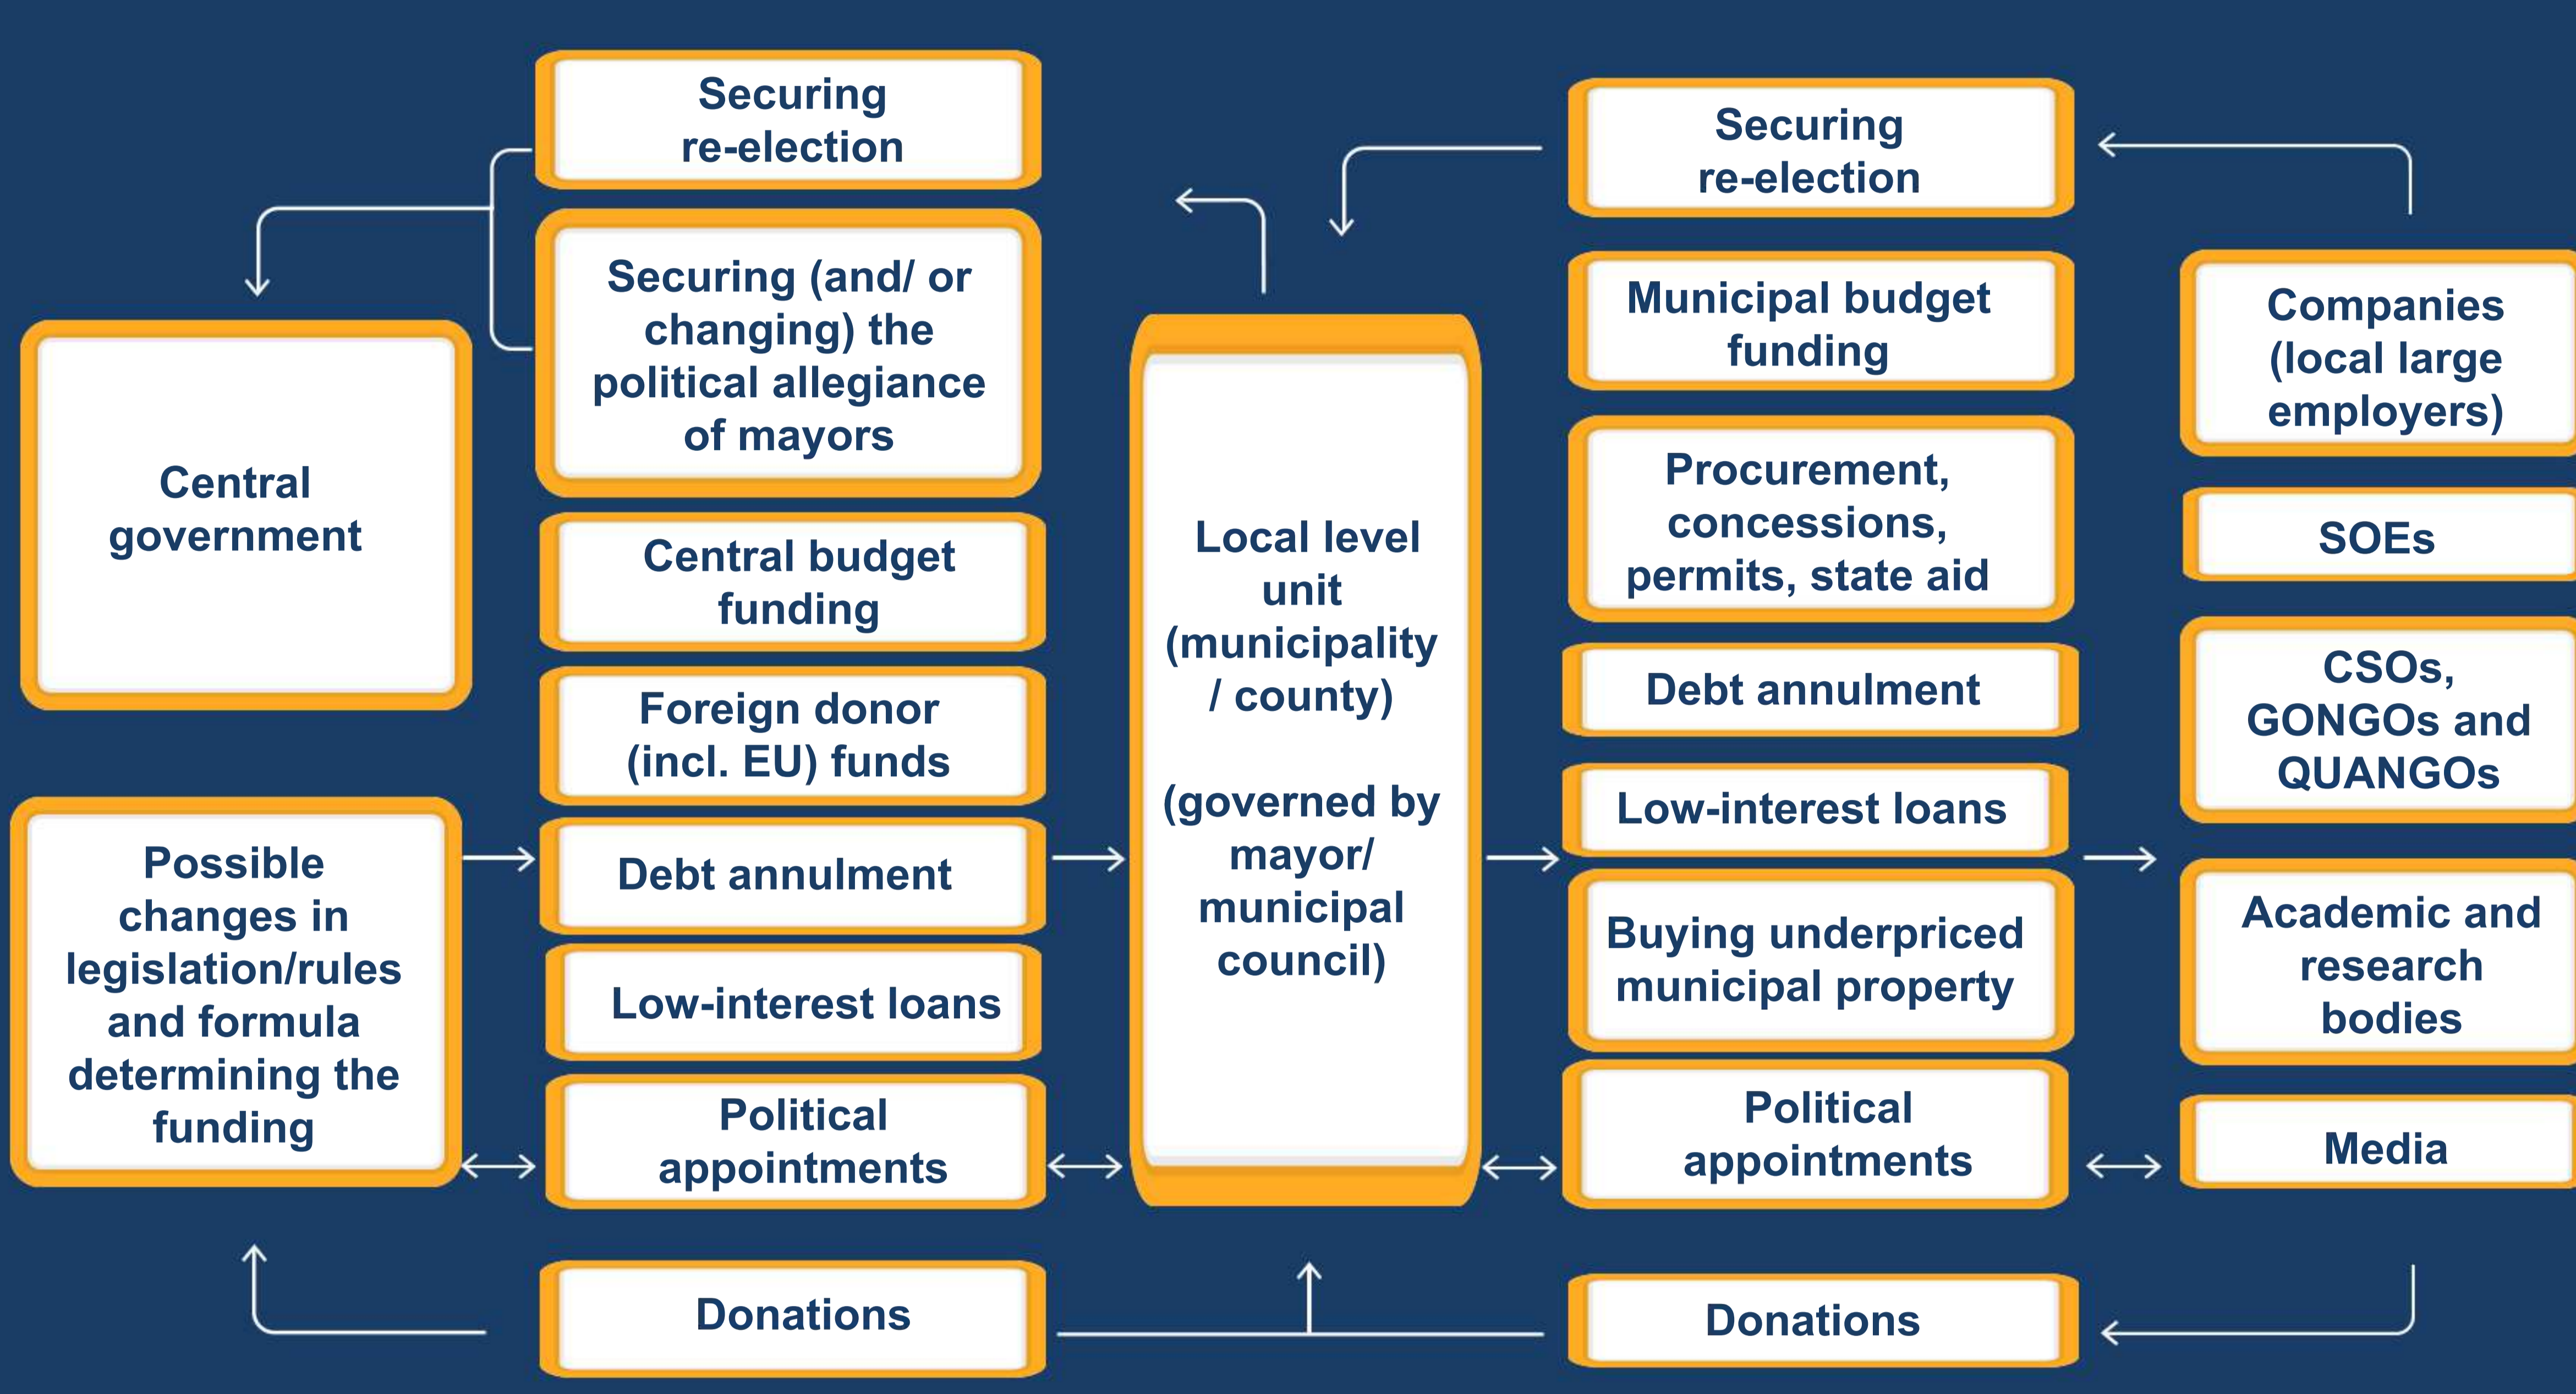 Central
government
Possible
changes in
legislation/rules
and formula
determining the
funding
Securing
re-election
Securing (and/ or
changing) the
political allegiance
of mayors
Central budget
funding
Foreign donor
(incl. EU) funds
Debt annulment
Low-interest loans
Political
appointments
Donations
Local level
unit
(municipality
/ county)
(governed by
mayor/
municipal
council)
Securing
re-election
Municipal budget
funding
Procurement,
concessions,
permits, state aid
Debt annulment
Low-interest loans
Buying underpriced
municipal property
Political
appointments
Donations
Companies
(local large
employers)
SOEs
CSOs,
GONGOs and
QUANGOs
Academic and
research
bodies
Media